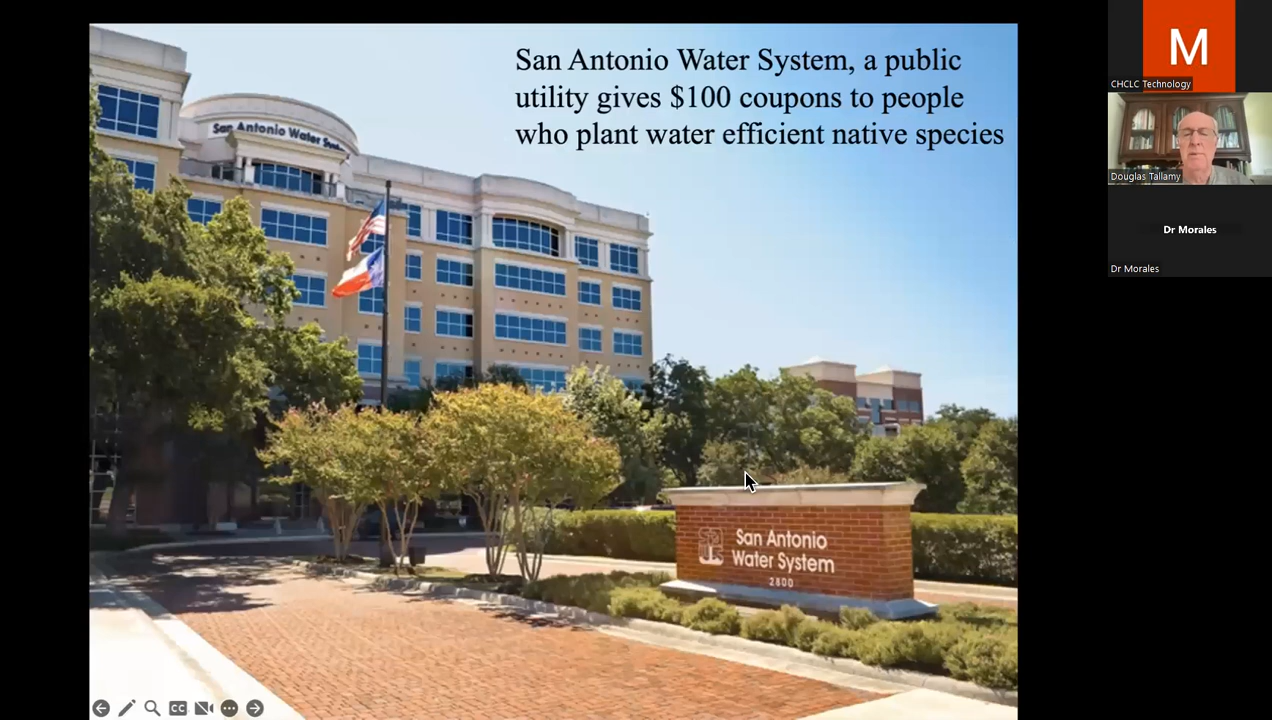 San Antonio Water System, a public
utility gives $100 coupons to people
who plant water efficient native species
San Antonio Water
San Antonio
Water System
2800
M
CHCLC Technology
Douglas Tallamy
Dr Morales
Dr Morales
CC